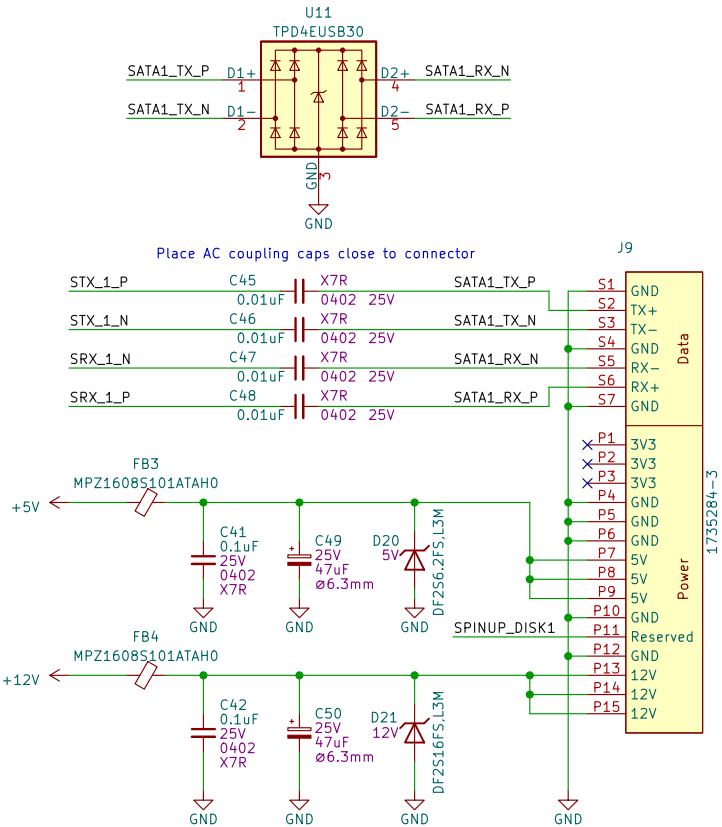 U11
TPD4EUSB30
SATA1_TX_P D1+ D2+ SATA1_RX_N
1 4
SATA1_TX_N D1- D2- SATA1_RX_P
2 5
GND 3
GND
Place AC coupling caps close to connector
J9
STX_1_P C45 X7R SATA1_TX_P S1 GND
0.01uF 0402 25V S2 TX+
STX_1_N C46 X7R SATA1_TX_N S3 TX-
0.01uF 0402 25V S4 GND
SRX_1_N C47 X7R SATA1_RX_N S5 RX-
0.01uF 0402 25V S6 RX+
SRX_1_P C48 X7R SATA1_RX_P S7 GND
0.01uF 0402 25V
Data
P1 3V3
P2 3V3
P3 3V3
P4 GND
P5 GND
P6 GND
P7 5V
P8 5V
P9 5V
P10 GND
SPINUP_DISK1 P11 Reserved
P12 GND
P13 12V
P14 12V
P15 12V
Power
1735284-3
FB3
MPZ1608S101ATAH0
+5V
C41
0.1uF
25V
0402
X7R
GND
C49
+
25V
47uF
⌀6.3mm
GND
D20
5V
DF2S6.2FS,L3M
GND
FB4
MPZ1608S101ATAH0
+12V
C42
0.1uF
25V
0402
X7R
GND
C50
+
25V
47uF
⌀6.3mm
GND
D21
12V
DF2S16FS,L3M
GND
GND